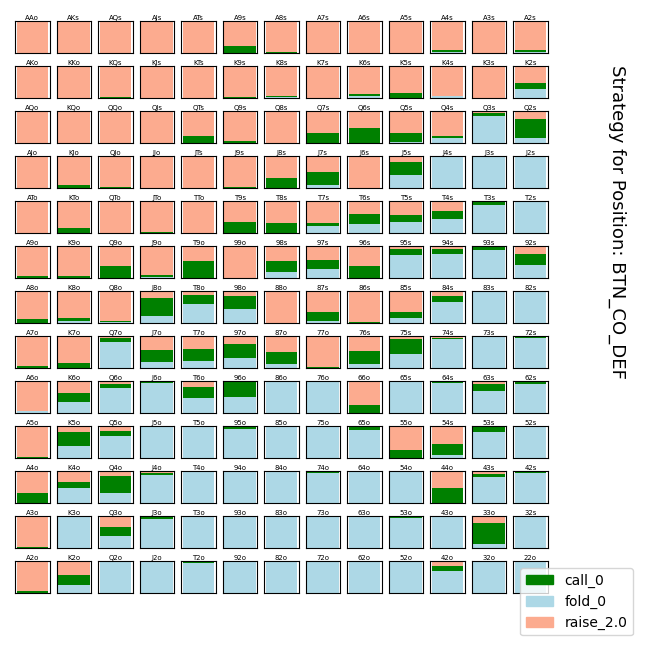 AAo AKs AQs AJs ATs A9s A8s A7s A6s A5s A4s A3s A2s
AKo KKo KQs KJs KTs K9s K8s K7s K6s K5s K4s K3s K2s
AQo KQo QQo QJs QTs Q9s Q8s Q7s Q6s Q5s Q4s Q3s Q2s
AJo KJo QJo JJo JTs J9s J8s J7s J6s J5s J4s J3s J2s
ATo KTo QTo JTo TTo T9s T8s T7s T6s T5s T4s T3s T2s
A9o K9o Q9o J9o T9o 99o 98s 97s 96s 95s 94s 93s 92s
A8o K8o Q8o J8o T8o 98o 88o 87s 86s 85s 84s 83s 82s
A7o K7o Q7o J7o T7o 97o 87o 77o 76s 75s 74s 73s 72s
A6o K6o Q6o J6o T6o 96o 86o 76o 66o 65s 64s 63s 62s
A5o K5o Q5o J5o T5o 95o 85o 75o 65o 55o 54s 53s 52s
A4o K4o Q4o J4o T4o 94o 84o 74o 64o 54o 44o 43s 42s
A3o K3o Q3o J3o T3o 93o 83o 73o 63o 53o 43o 33o 32s
A2o K2o Q2o J2o T2o 92o 82o 72o 62o 52o 42o 32o 22o
Strategy for Position: BTN_CO_DEF
call_0
fold_0
raise_2.0